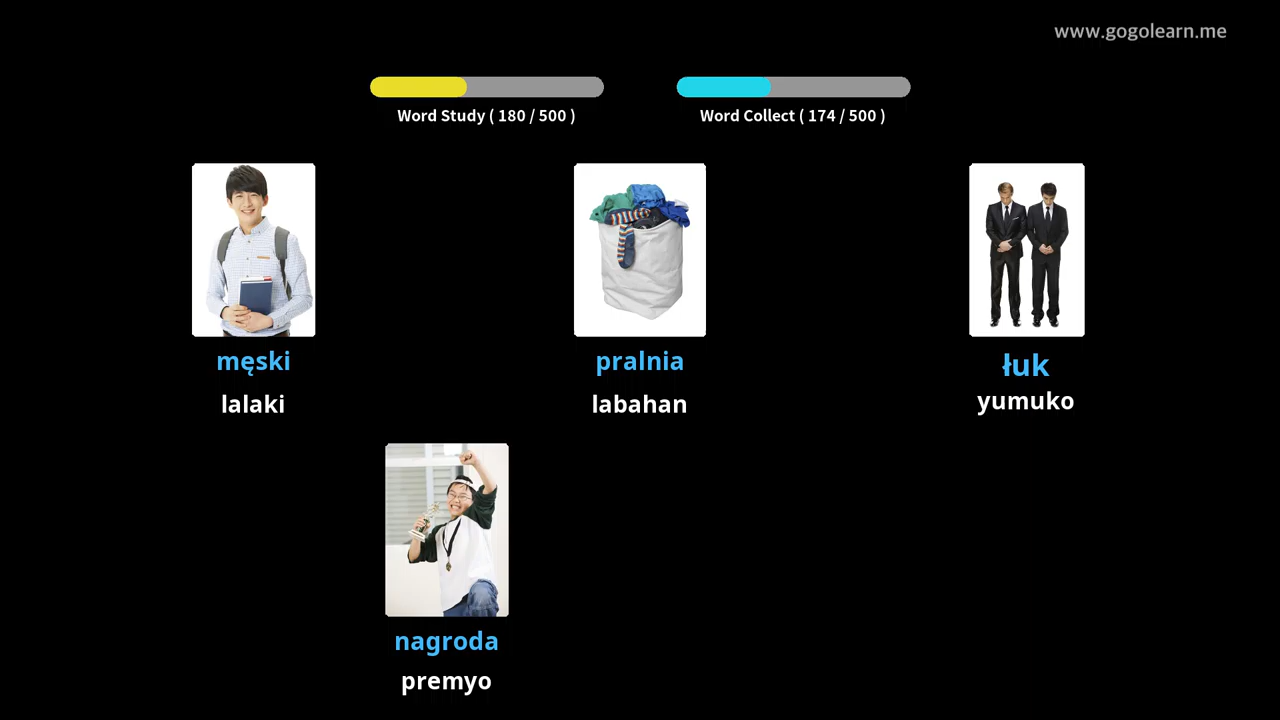 www.gogolearn.me
Word Study ( 180 / 500 )
Word Collect ( 174 / 500 )
męski
pralnia
łuk
lalaki
labahan
yumuko
nagroda
premyo